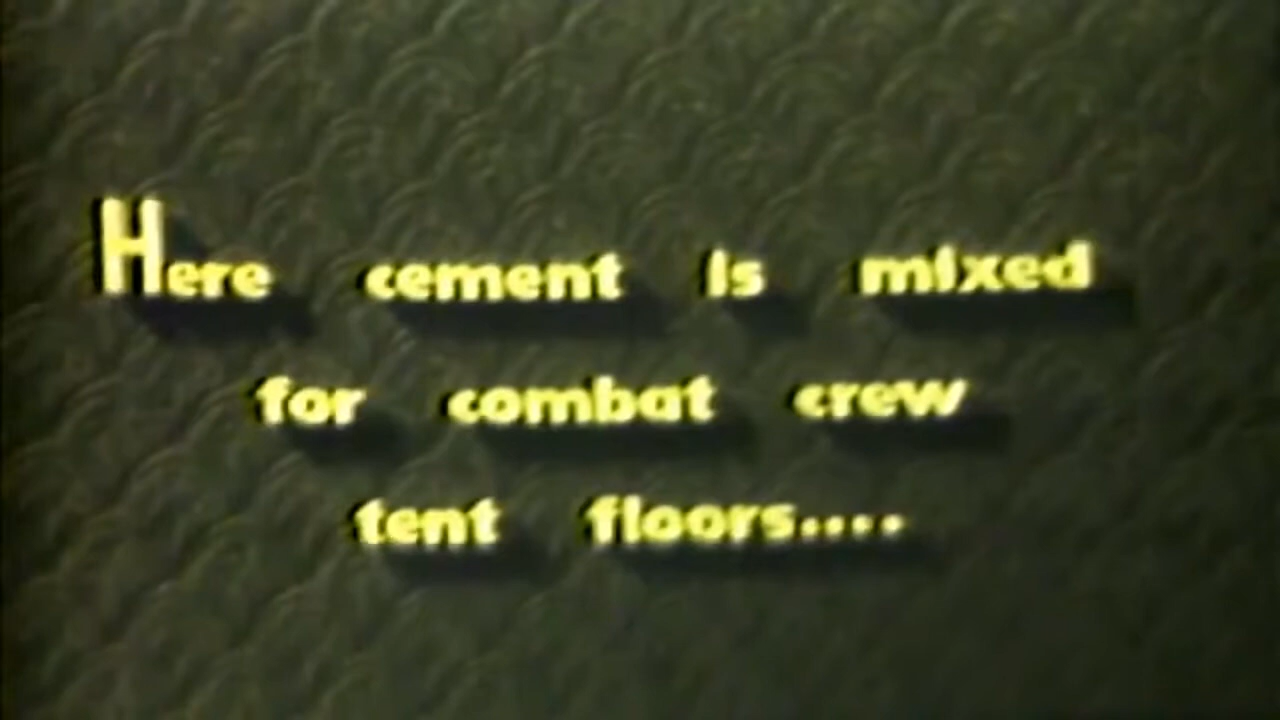 Here cement is mixed
for combat crew
tent floors....